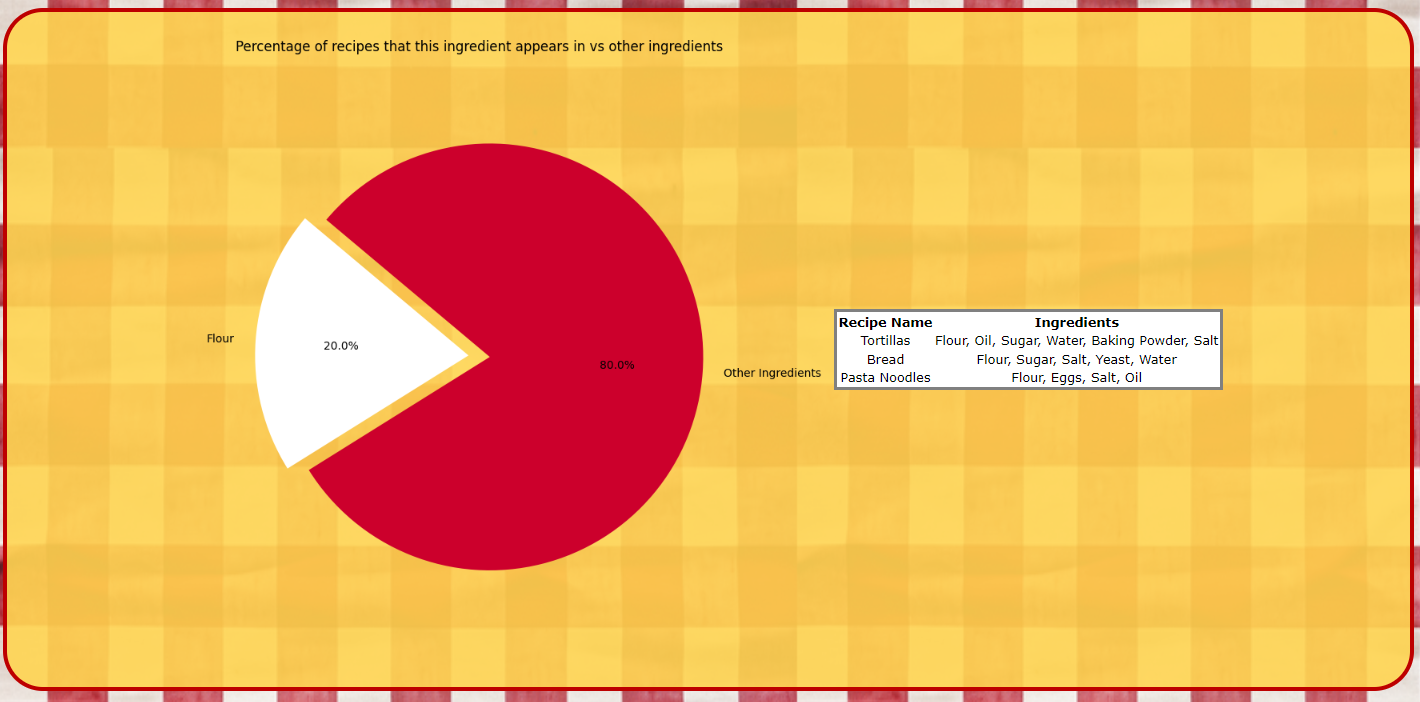 Percentage of recipes that this ingredient appears in vs other ingredients
Flour
20.0%
80.0%
Other Ingredients
Recipe Name Ingredients
Tortillas Flour, Oil, Sugar, Water, Baking Powder, Salt
Bread Flour, Sugar, Salt, Yeast, Water
Pasta Noodles Flour, Eggs, Salt, Oil